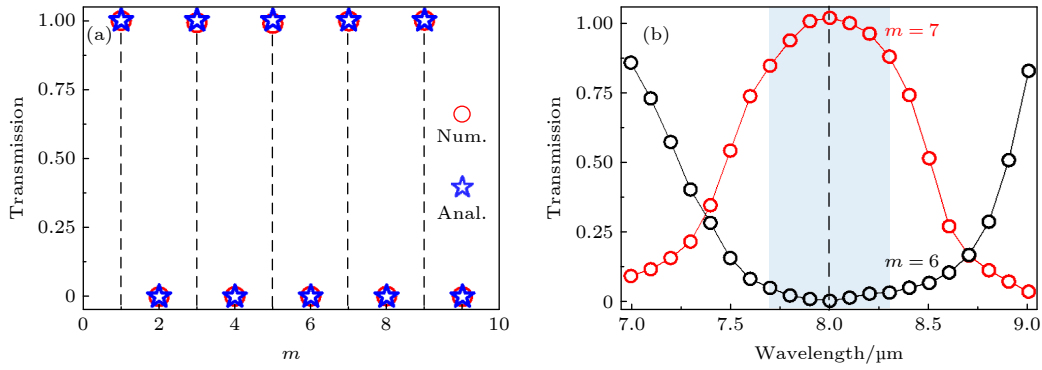 (a)
Transmission
1.00
0.75
0.50
0.25
0
0
2
4
6
8
10
m
Num.
Anal.
(b)
Transmission
1.00
0.75
0.50
0.25
0
7.0
7.5
8.0
8.5
9.0
Wavelength/µm
m = 7
m = 6